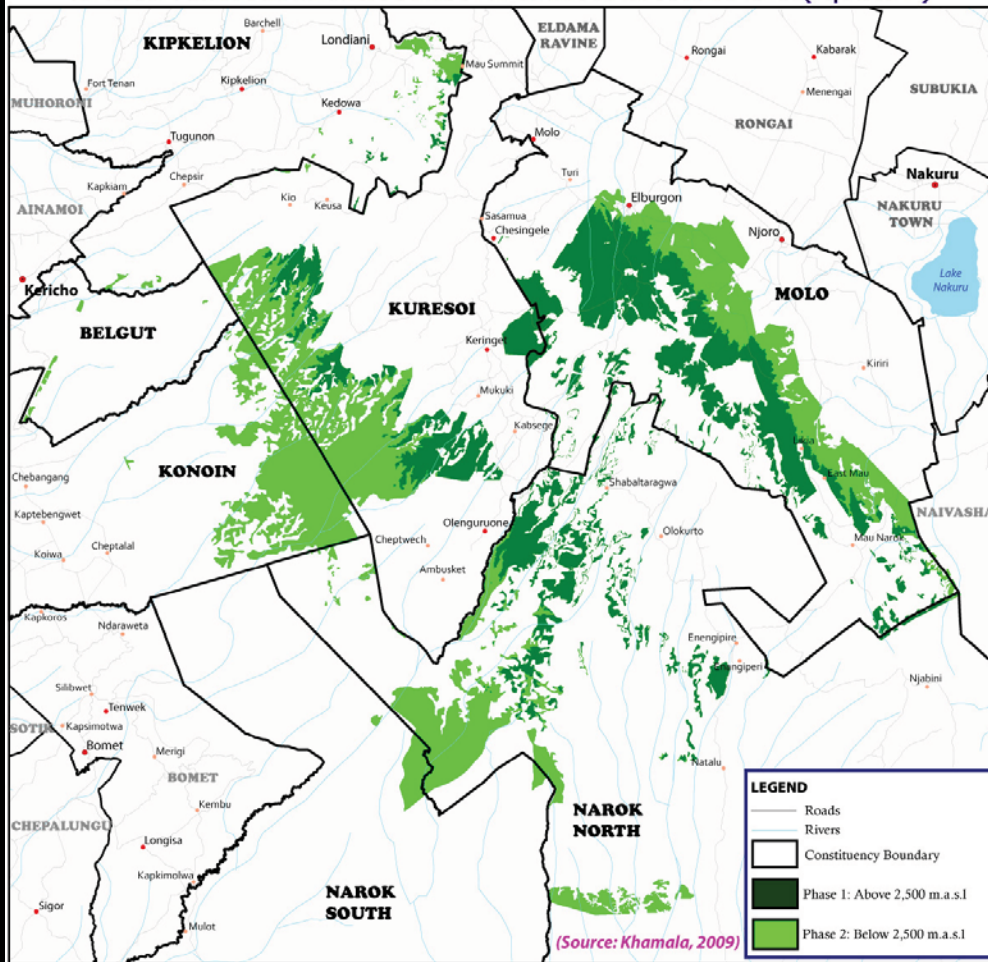 Barchell
KIPKELION
Londiani
ELDAMA
RAVINE
Rongai
Kabarak
Mau Summit
Fort Tenan
Kipkelion
Menengai
SUBUKIA
MUHORONI
Kedowa
RONGAI
Tugunon
Molo
Chepsir
Turi
Nakuru
Kapkiam
Kio
Keusa
Elburgon
NAKURU
TOWN
AINAMOI
Sasamua
Chesingele
Njoro
Lake
Nakuru
Kericho
KURESOI
MOLO
BELGUT
Keringet
Kiriri
Mukuki
Kabsege
KONOIN
Likia
East Mau
Chebangang
Shabaltaragwa
Kaptebengwet
Olenguruone
NAIVASHA
Koiwa
Cheptalal
Cheptwech
Olokurto
Mau Narok
Ambusket
Kapkoros
Ndaraweta
Enengipire
Enangiperi
Silibwet
Njabini
SOTIK
Kapsimotwa
Tenwek
Bomet
Merigi
Natalu
BOMET
Kembu
CHEPALUNGU
NAROK
NORTH
Longisa
Kapkimolwa
NAROK
SOUTH
Sigor
Mulot
(Source: Khamala, 2009)
LEGEND
Roads
Rivers
Constituency Boundary
Phase 1: Above 2,500 m.a.s.l
Phase 2: Below 2,500 m.a.s.l